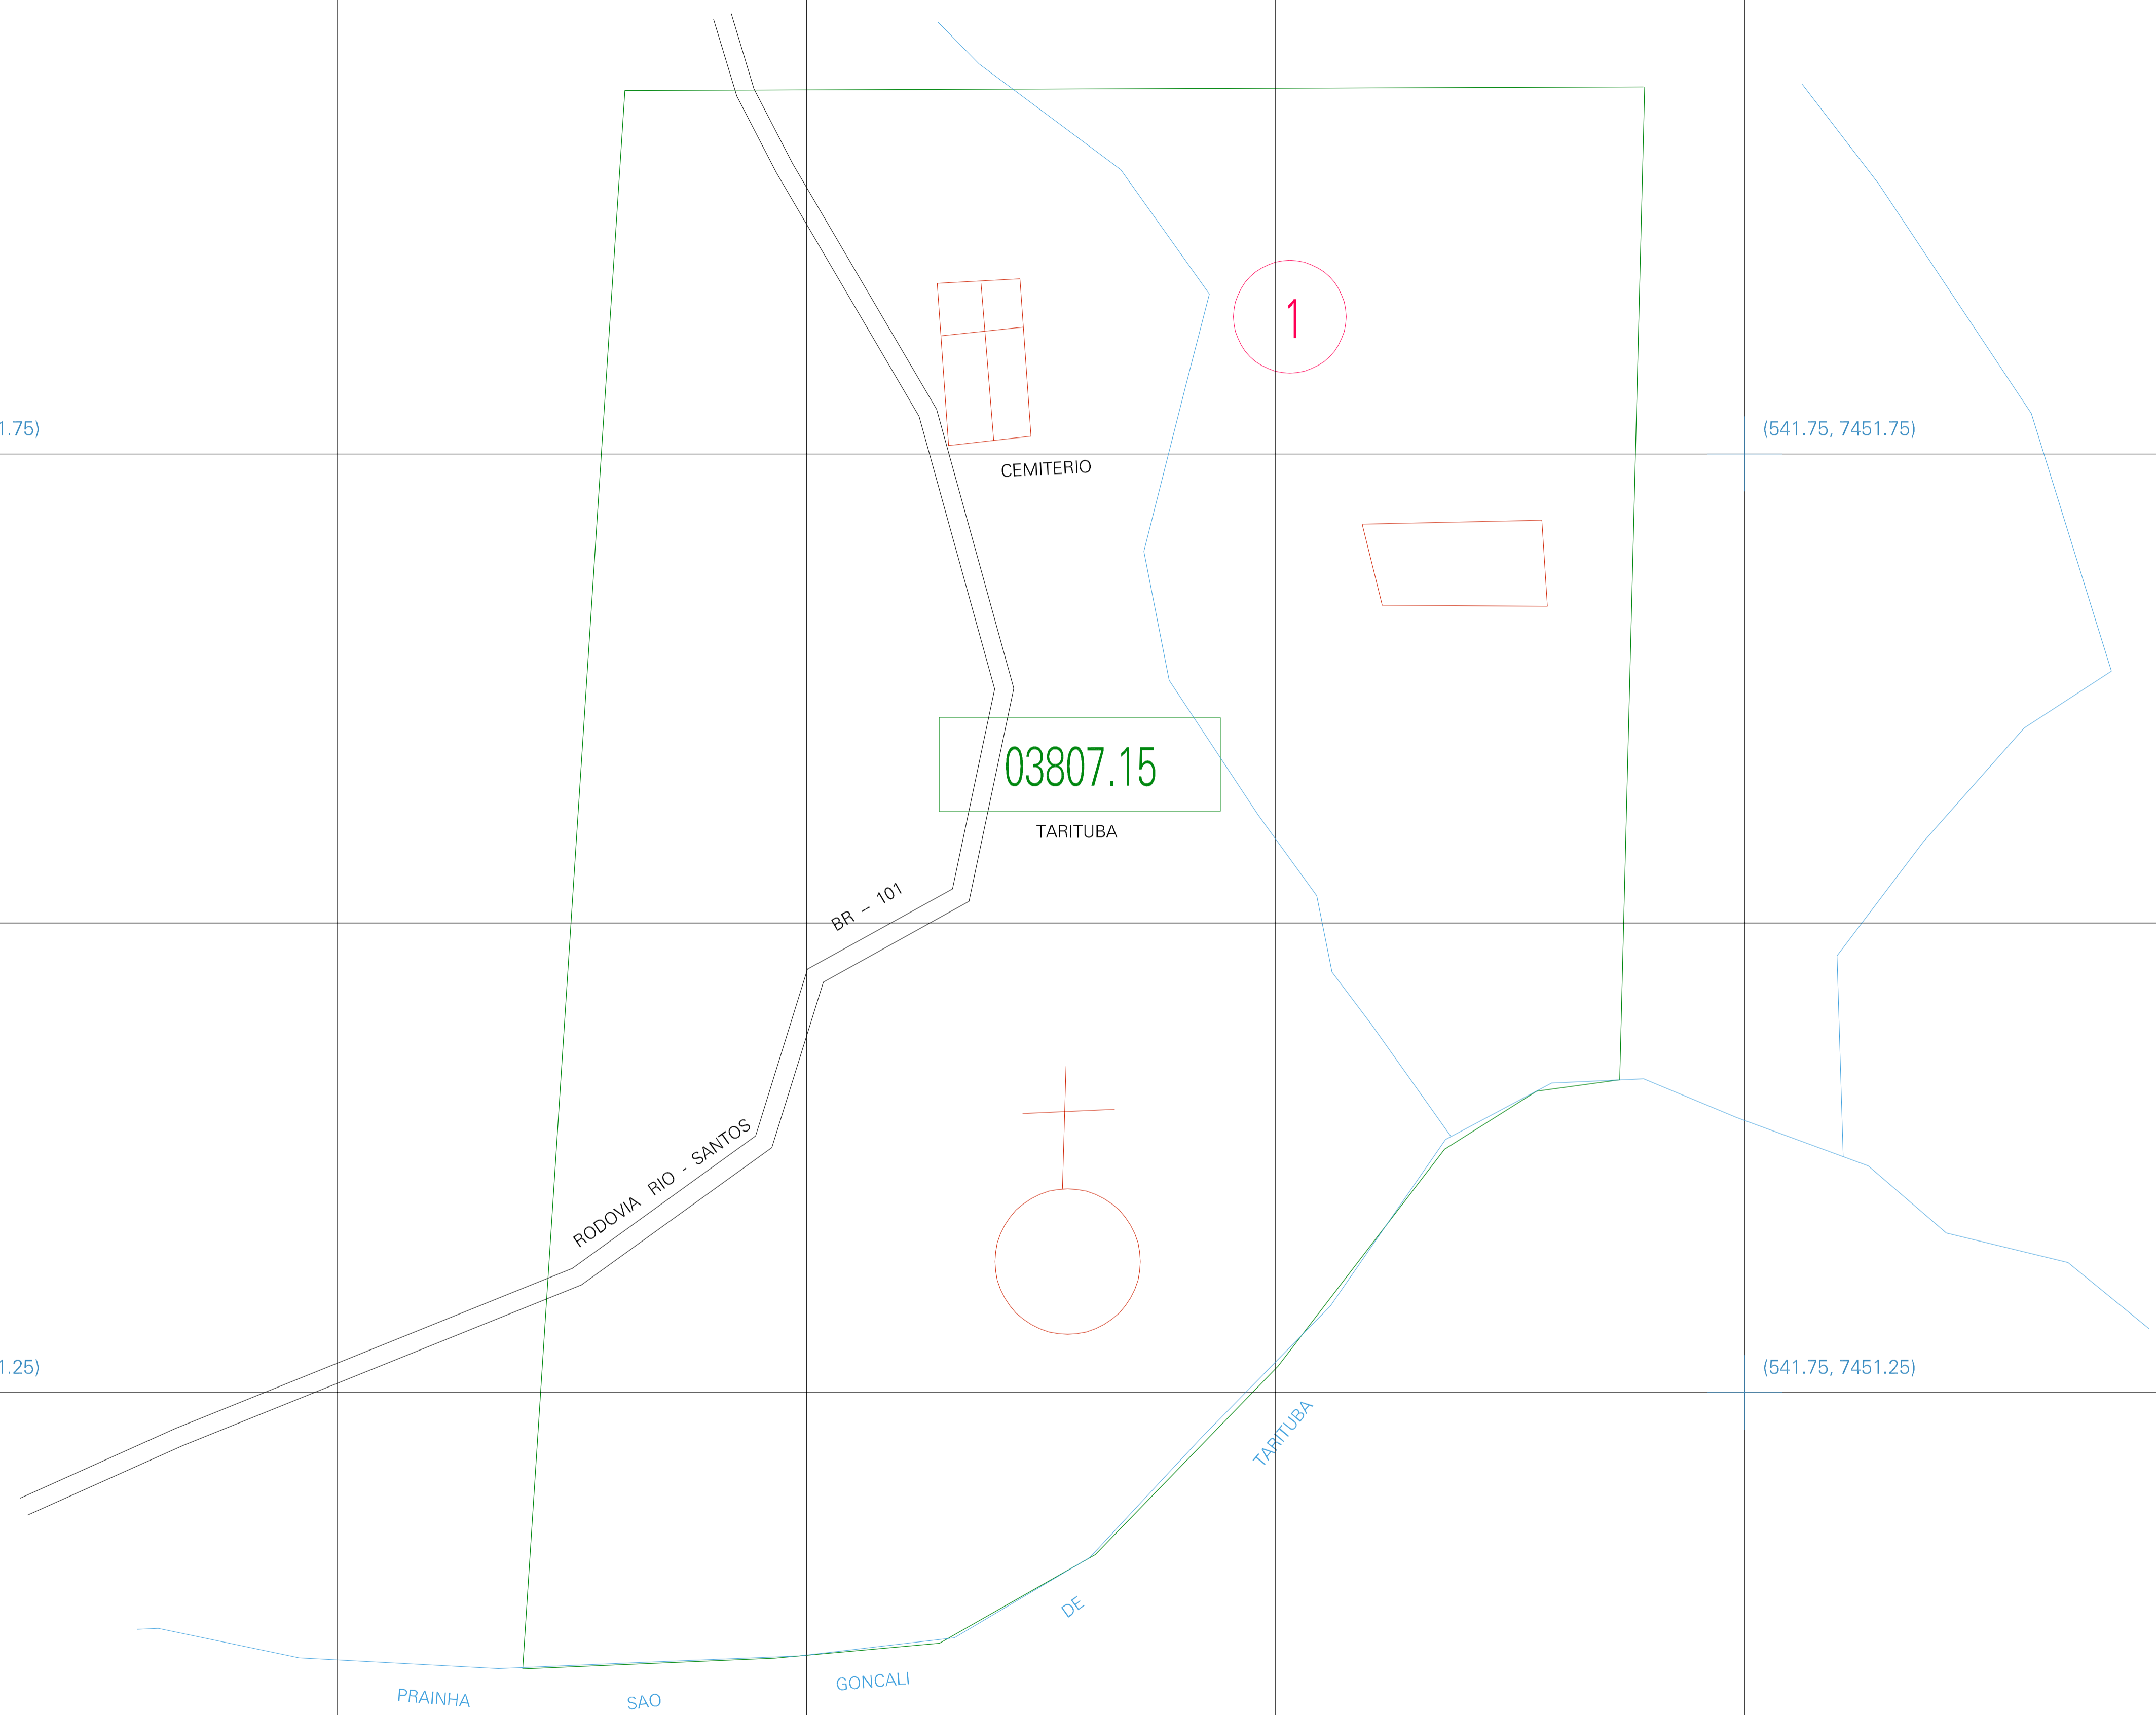 1
1.75)
(541.75, 7451.75)
CEMITERIO
03807.15
TARITUBA
BR - 101
RODOVIA RIO - SANTOS
1.25)
(541.75, 7451.25)
TARITUBA
DE
GONCALI
SAO
PRAINHA